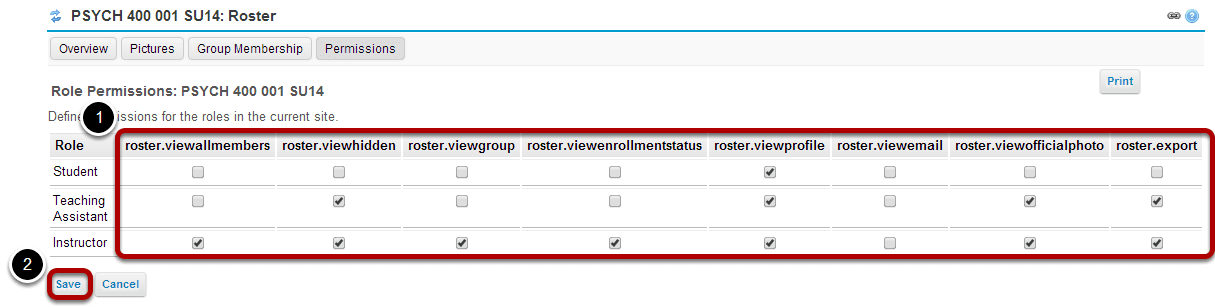 PSYCH 400 001 SU14: Roster
Overview Pictures Group Membership Permissions
Print
Role Permissions: PSYCH 400 001 SU14
1
Define permissions for the roles in the current site.
Role roster.viewallmembers roster.viewhidden roster.viewgroup roster.viewenrollmentstatus roster.viewprofile roster.viewemail roster.viewofficialphoto roster.export
Student
Teaching
Assistant
Instructor
2
Save Cancel